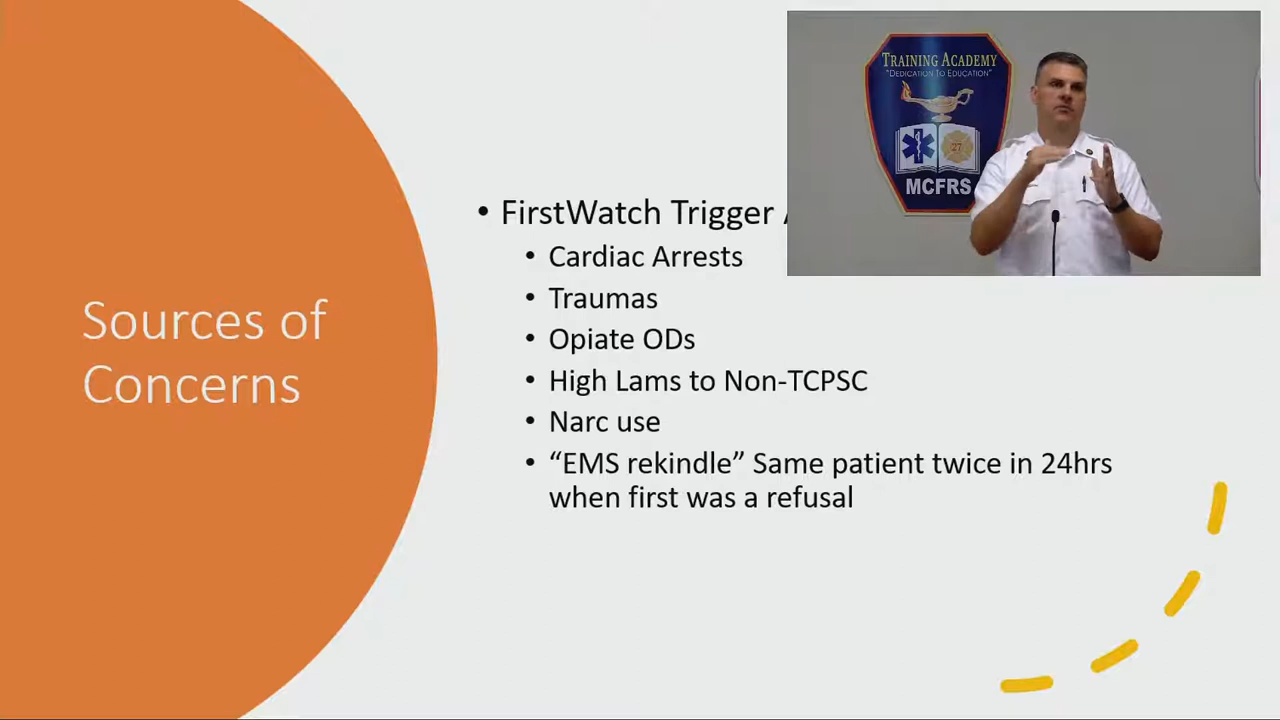 Sources of
Concerns
• FirstWatch Trigger
• Cardiac Arrests
• Traumas
• Opiate ODs
• High Lams to Non-TCPSC
• Narc use
• “EMS rekindle” Same patient twice in 24hrs
when first was a refusal
TRAINING ACADEMY
"DEDICATION TO EDUCATION"
27
MCFRS